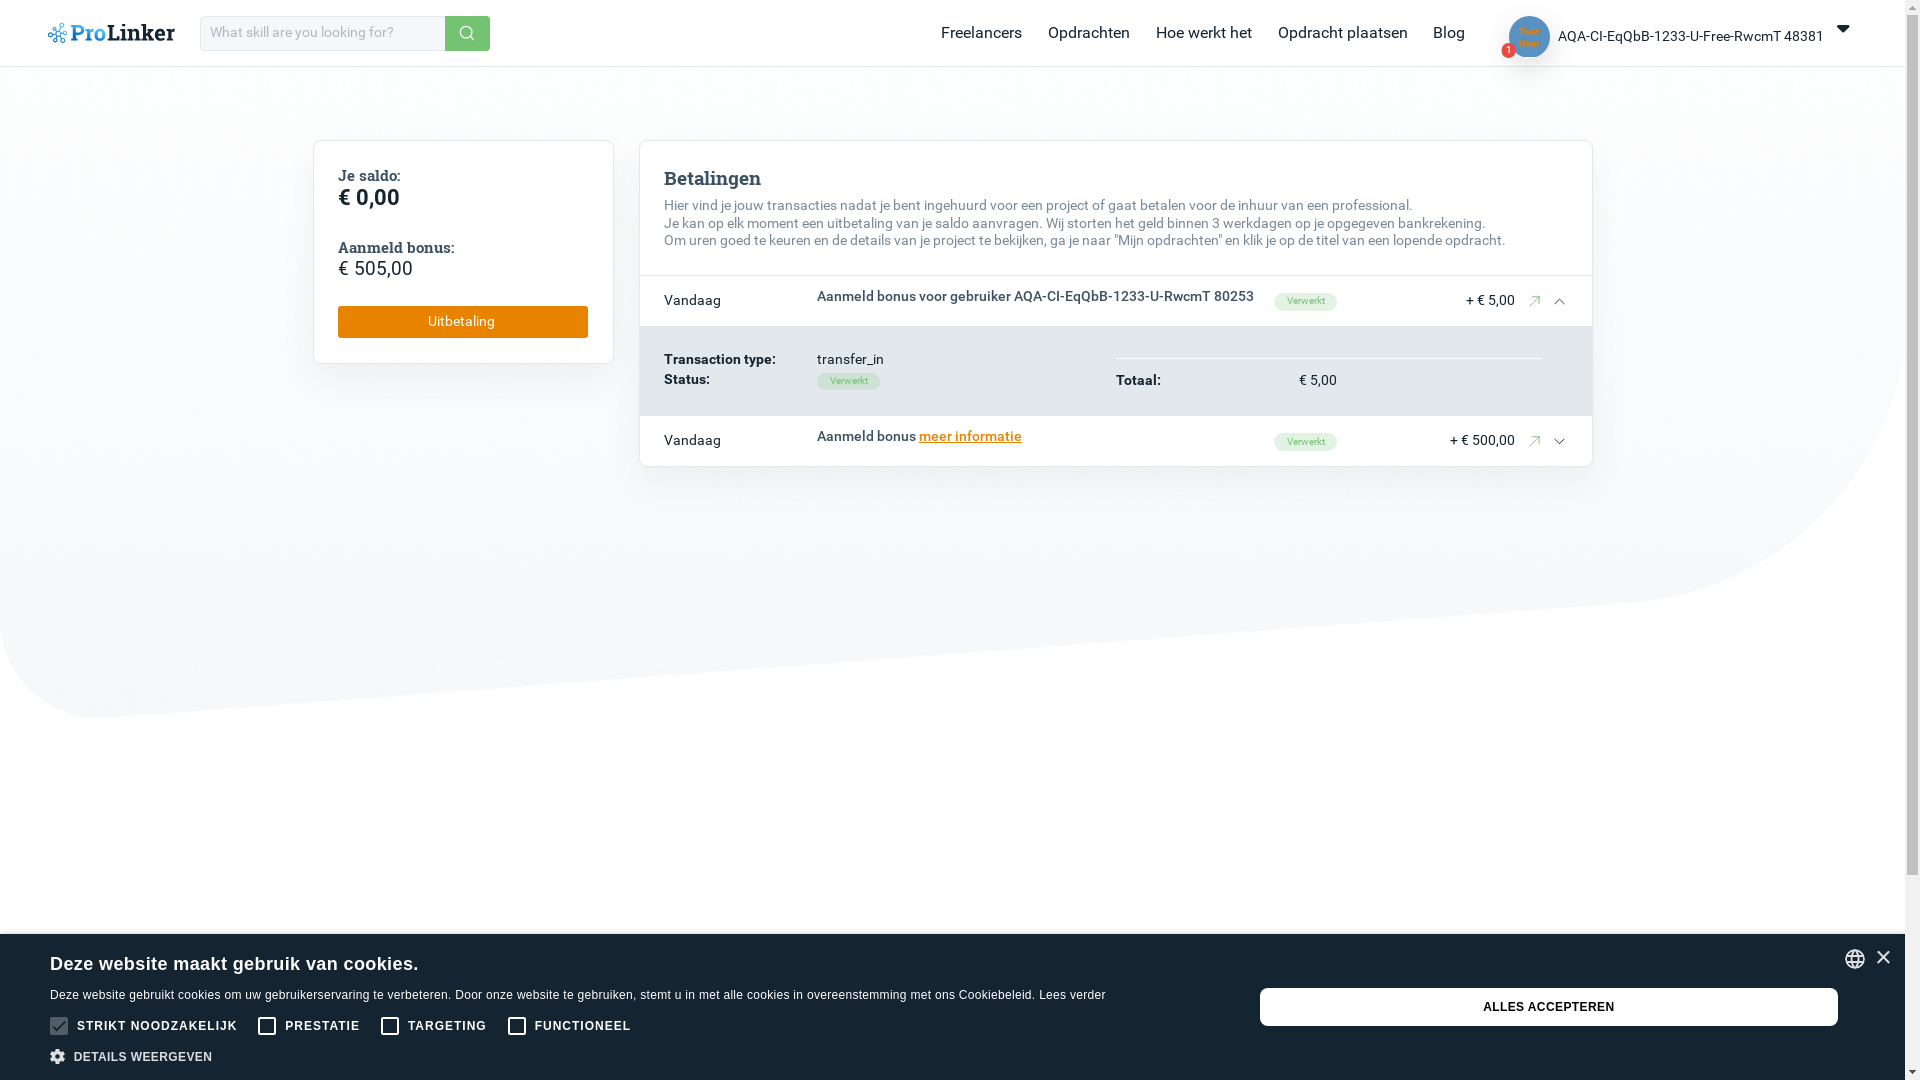 ProLinker
What skill are you looking for?
Freelancers
Opdrachten
Hoe werkt het
Opdracht plaatsen
Blog
Test
User
1
AQA-CI-EqQbB-1233-U-Free-RwcmT 48381
Je saldo:
€ 0,00
Aanmeld bonus:
€ 505,00
Uitbetaling
Betalingen
Hier vind je jouw transacties nadat je bent ingehuurd voor een project of gaat betalen voor de inhuur van een professional.
Je kan op elk moment een uitbetaling van je saldo aanvragen. Wij storten het geld binnen 3 werkdagen op je opgegeven bankrekening.
Om uren goed te keuren en de details van je project te bekijken, ga je naar "Mijn opdrachten" en klik je op de titel van een lopende opdracht.
Vandaag
Aanmeld bonus voor gebruiker AQA-CI-EqQbB-1233-U-RwcmT 80253
Verwerkt
+ € 5,00
Transaction type:
transfer_in
Status:
Verwerkt
Totaal:
€ 5,00
Vandaag
Aanmeld bonus meer informatie
Verwerkt
+ € 500,00
Deze website maakt gebruik van cookies.
Deze website gebruikt cookies om uw gebruikerservaring te verbeteren. Door onze website te gebruiken, stemt u in met alle cookies in overeenstemming met ons Cookiebeleid. Lees verder
STRIKT NOODZAKELIJK
PRESTATIE
TARGETING
FUNCTIONEEL
DETAILS WEERGEVEN
ALLES ACCEPTEREN
×